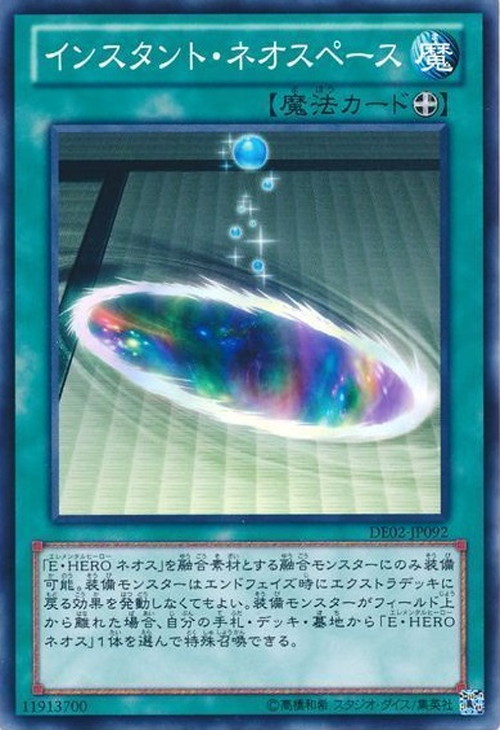 インスタント・ネオスペース 魔
【魔法カード】
DE02-JP092
「E・HERO ネオス」を融合素材とする融合モンスターにのみ装備
可能。装備モンスターはエンドフェイズ時にエクストラデッキに
戻る効果を発動しなくてもよい。装備モンスターがフィールド上
から離れた場合、自分の手札・デッキ・墓地から「E・HERO
ネオス」1体を選んで特殊召喚できる。
11913700 ©高橋和希 スタジオ・ダイス/集英社